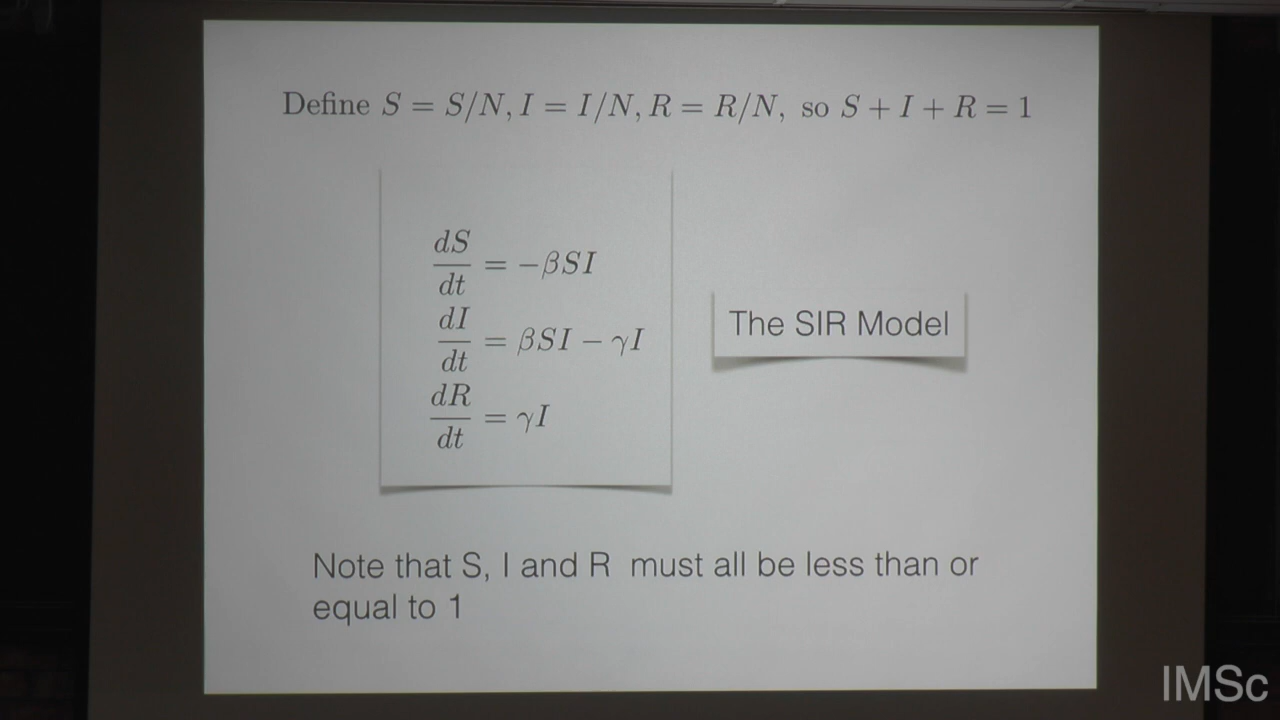 Define S = S/N, I = I/N, R = R/N, so S + I + R = 1
dS/dt = −βSI
dI/dt = βSI − γI
dR/dt = γI
The SIR Model
Note that S, I and R must all be less than or
equal to 1
IMSc